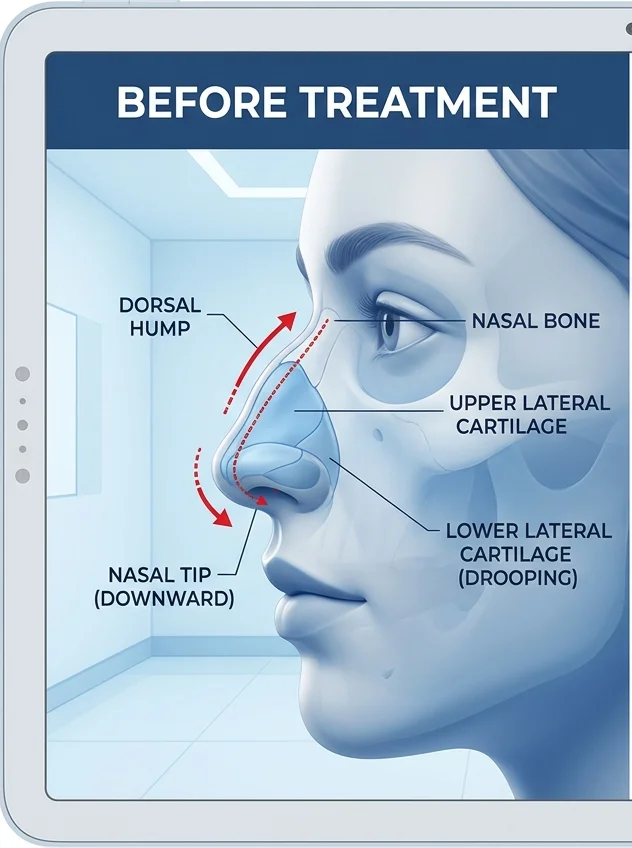 BEFORE TREATMENT
DORSAL
HUMP
NASAL BONE
UPPER LATERAL
CARTILAGE
LOWER LATERAL
CARTILAGE
(DROOPING)
NASAL TIP
(DOWNWARD)